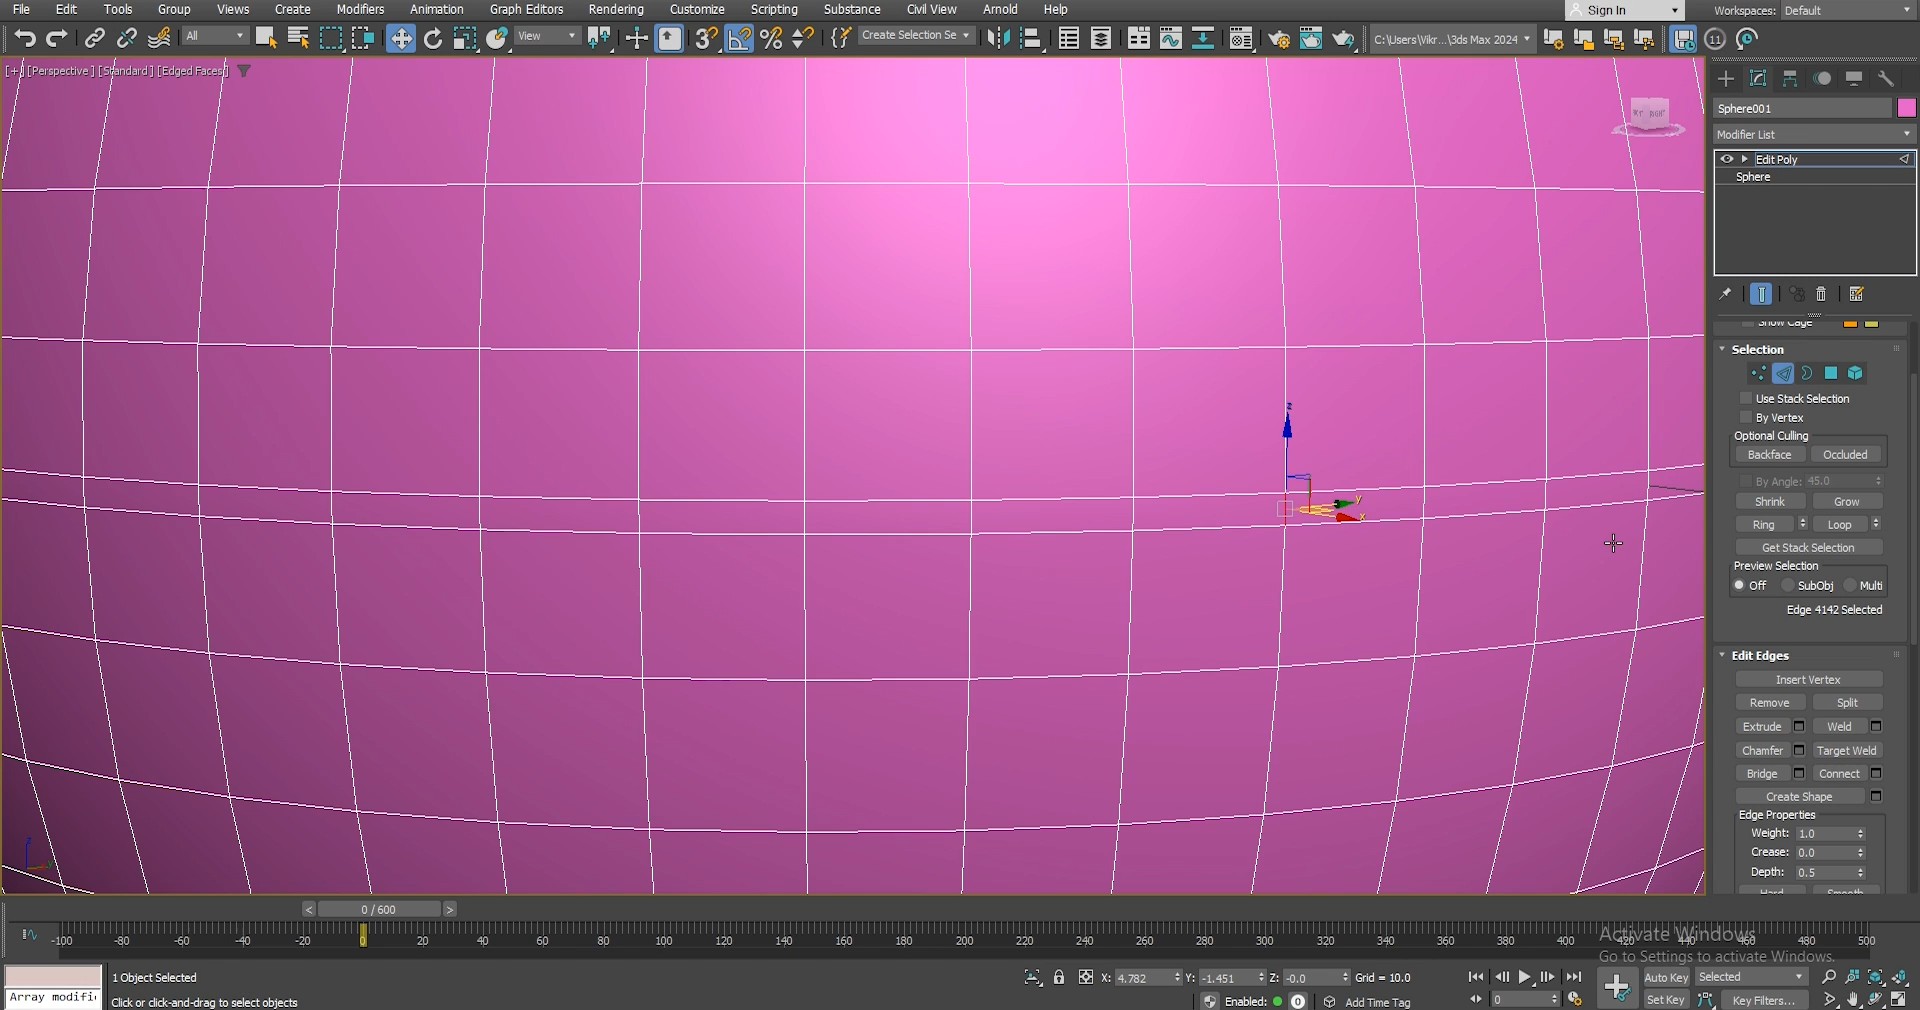 File Edit Tools Group Views Create Modifiers Animation Graph Editors Rendering Customize Scripting Substance Civil View Arnold Help Sign In Workspaces: Default
All View 3 Create Selection Se C:\Users\Vikr...\3ds Max 2024 11
[+] [Perspective] [Standard] [Edged Faces]
Sphere001
Modifier List
Edit Poly
Sphere
Show Cage
Selection
Use Stack Selection
By Vertex
Optional Culling
Backface Occluded
By Angle: 45.0
Shrink Grow
Ring Loop
Get Stack Selection
Preview Selection
Off SubObj Multi
Edge 4142 Selected
Edit Edges
Insert Vertex
Remove Split
Extrude Weld
Chamfer Target Weld
Bridge Connect
Create Shape
Edge Properties
Weight: 1.0
Crease: 0.0
Depth: 0.5
Hard Smooth
z
y
x
< 0 / 600 >
-100 -80 -60 -40 -20 0 20 40 60 80 100 120 140 160 180 200 220 240 260 280 300 320 340 360 380 400 420 440 460 480 500
Activate Windows
Go to Settings to activate Windows.
1 Object Selected X: 4.782 Y: -1.451 Z: -0.0 Grid = 10.0 Auto Key Selected
Array modifi Click or click-and-drag to select objects Enabled: 0 Add Time Tag 0 Set Key Key Filters...